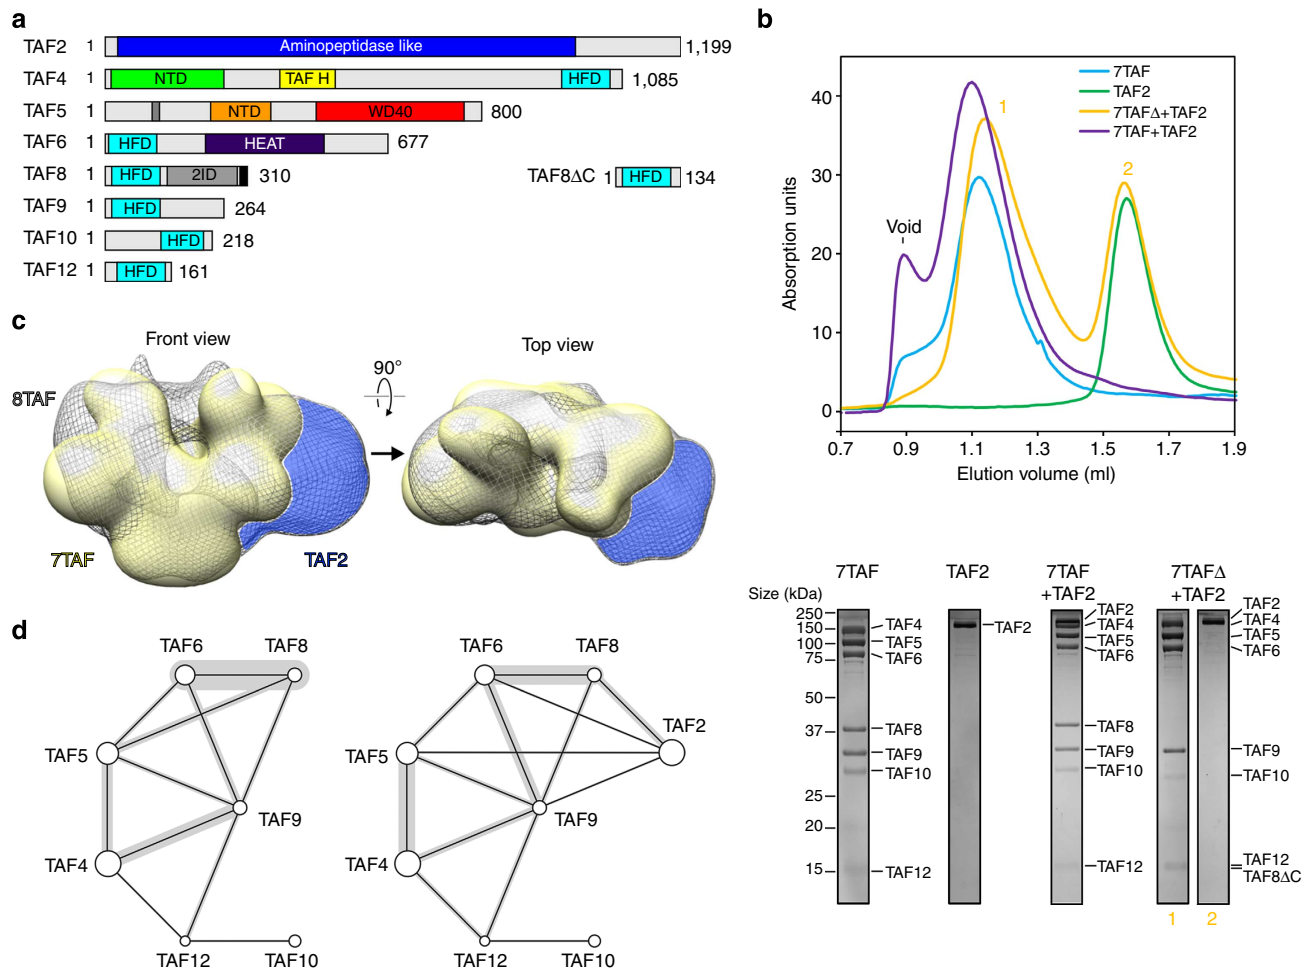 a
TAF2 1 Aminopeptidase like 1,199
TAF4 1 NTD TAF H HFD 1,085
TAF5 1 NTD WD40 800
TAF6 1 HFD HEAT 677
TAF8 1 HFD 2ID 310 TAF8ΔC 1 HFD 134
TAF9 1 HFD 264
TAF10 1 HFD 218
TAF12 1 HFD 161
b
Absorption units
40
30
20
10
0
0.7 0.9 1.1 1.3 1.5 1.7 1.9
Elution volume (ml)
Void
1
2
7TAF
TAF2
7TAFΔ+TAF2
7TAF+TAF2
Size (kDa)
250
150
100
75
50
37
25
20
15
7TAF
TAF4
TAF5
TAF6
TAF8
TAF9
TAF10
TAF12
TAF2
TAF2
7TAF
+TAF2
TAF2
TAF4
TAF5
TAF6
TAF8
TAF9
TAF10
TAF12
7TAFΔ
+TAF2
TAF2
TAF4
TAF5
TAF6
TAF9
TAF10
TAF12
TAF8ΔC
1 2
c
Front view
90°
Top view
8TAF
7TAF
TAF2
d
TAF6 TAF8
TAF5
TAF9
TAF4
TAF12 TAF10
TAF6 TAF8
TAF2
TAF5
TAF9
TAF4
TAF12 TAF10